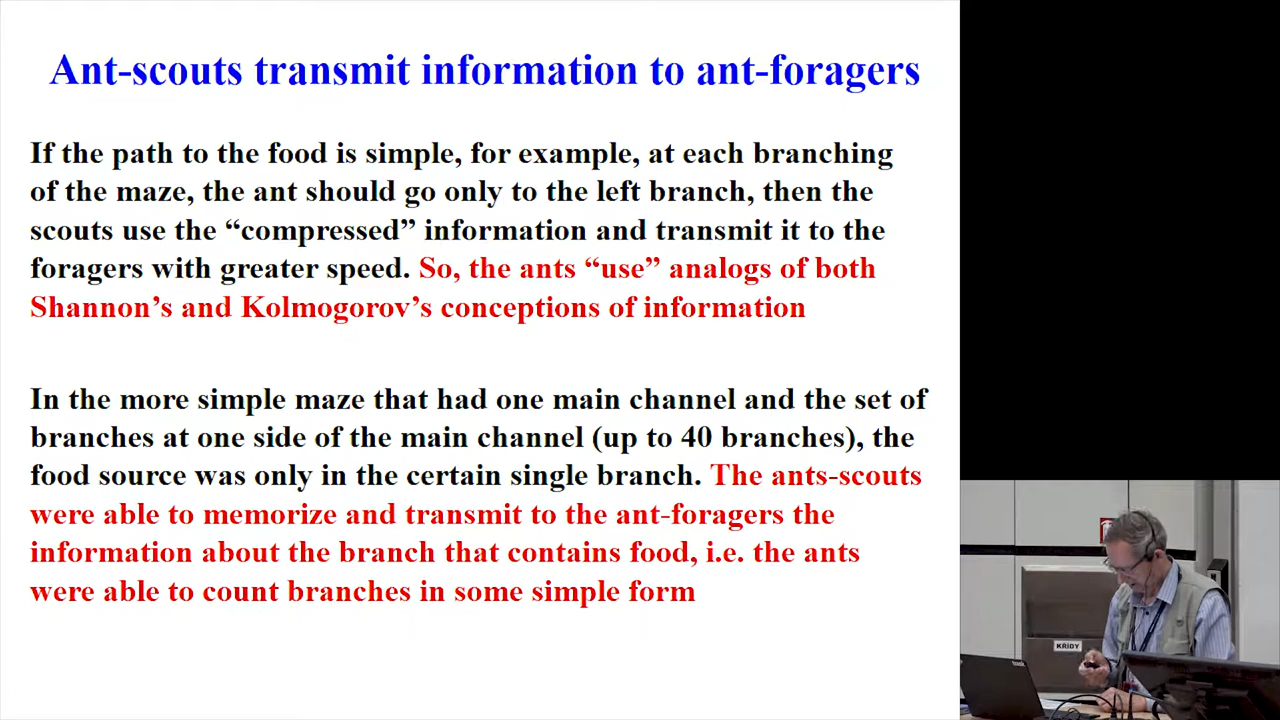 Ant-scouts transmit information to ant-foragers
If the path to the food is simple, for example, at each branching
of the maze, the ant should go only to the left branch, then the
scouts use the “compressed” information and transmit it to the
foragers with greater speed. So, the ants “use” analogs of both
Shannon’s and Kolmogorov’s conceptions of information
In the more simple maze that had one main channel and the set of
branches at one side of the main channel (up to 40 branches), the
food source was only in the certain single branch. The ants-scouts
were able to memorize and transmit to the ant-foragers the
information about the branch that contains food, i.e. the ants
were able to count branches in some simple form
KŘÍDY